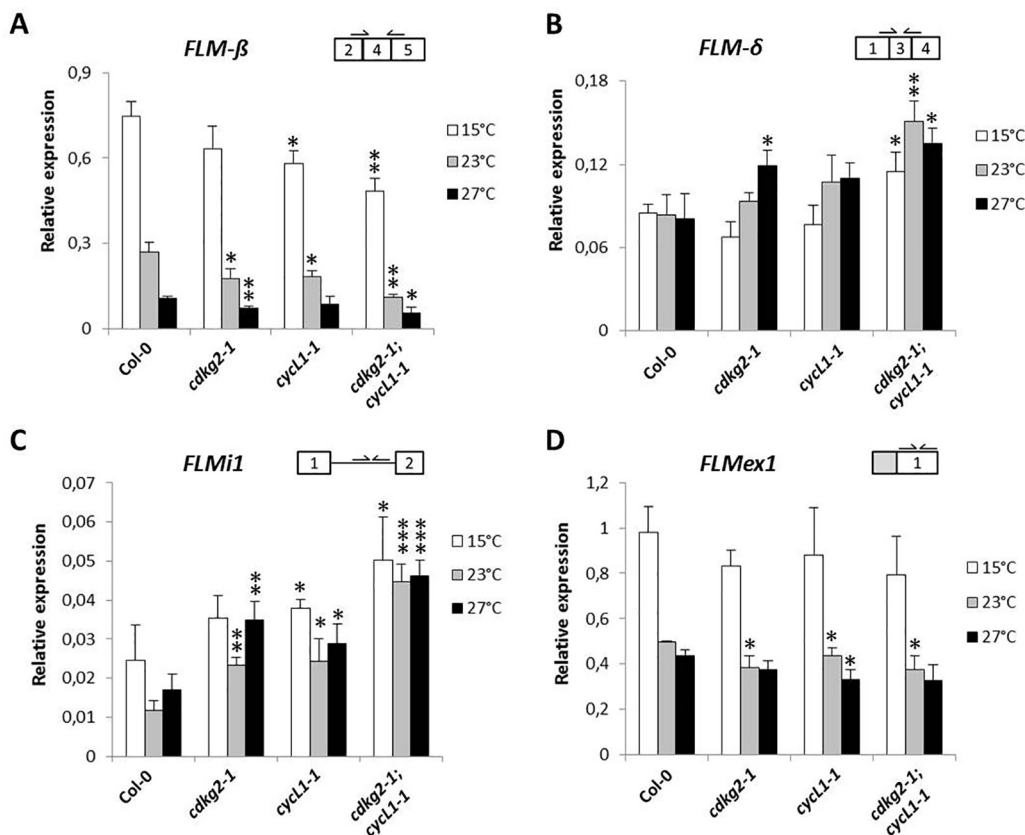 A
FLM-ß
2 4 5
Relative expression
0,9
0,6
0,3
0
* ** * * ** ** *
15°C
23°C
27°C
Col-0
cdkg2-1
cycL1-1
cdkg2-1;
cycL1-1
B
FLM-δ
1 3 4
Relative expression
0,18
0,12
0,06
0
* * ** *
15°C
23°C
27°C
Col-0
cdkg2-1
cycL1-1
cdkg2-1;
cycL1-1
C
FLMi1
1 2
Relative expression
0,07
0,06
0,05
0,04
0,03
0,02
0,01
0
** ** * * * * *** ***
15°C
23°C
27°C
Col-0
cdkg2-1
cycL1-1
cdkg2-1;
cycL1-1
D
FLMex1
1
Relative expression
1,2
1
0,8
0,6
0,4
0,2
0
* * * *
15°C
23°C
27°C
Col-0
cdkg2-1
cycL1-1
cdkg2-1;
cycL1-1